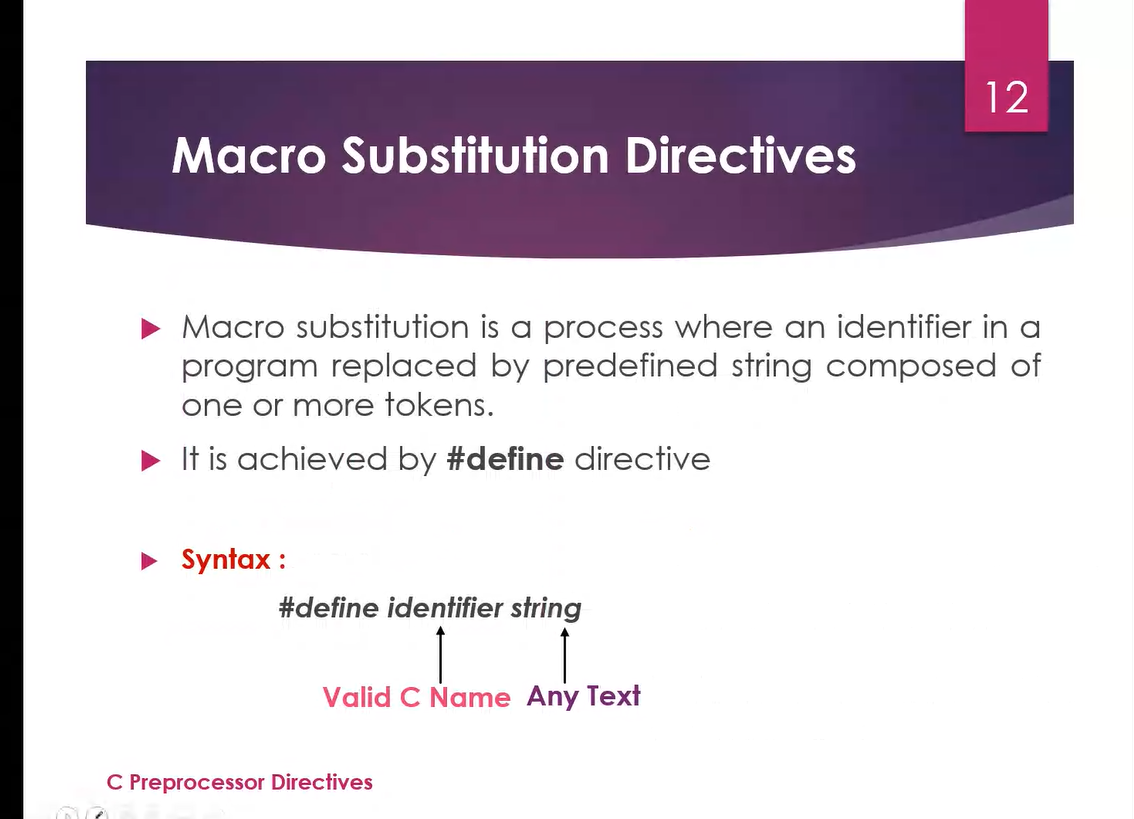 12
Macro Substitution Directives
Macro substitution is a process where an identifier in a
program replaced by predefined string composed of
one or more tokens.
It is achieved by #define directive
Syntax :
#define identifier string
Valid C Name Any Text
C Preprocessor Directives